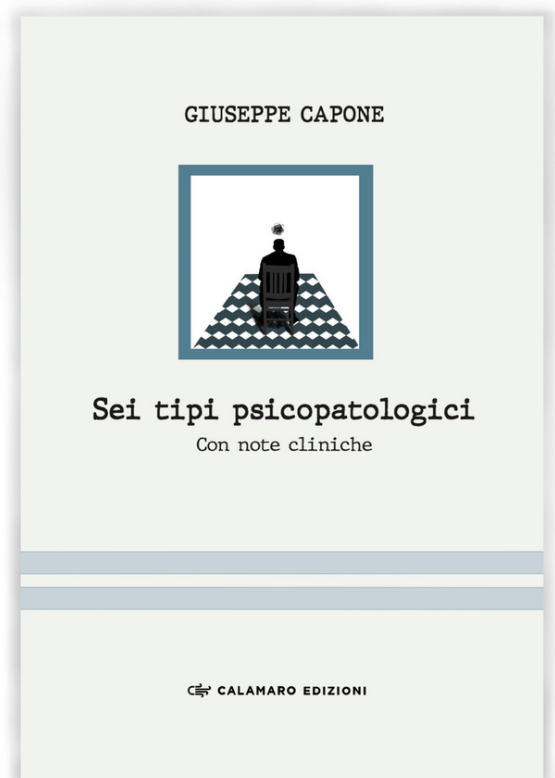 GIUSEPPE CAPONE
Sei tipi psicopatologici
Con note cliniche
CALAMARO EDIZIONI